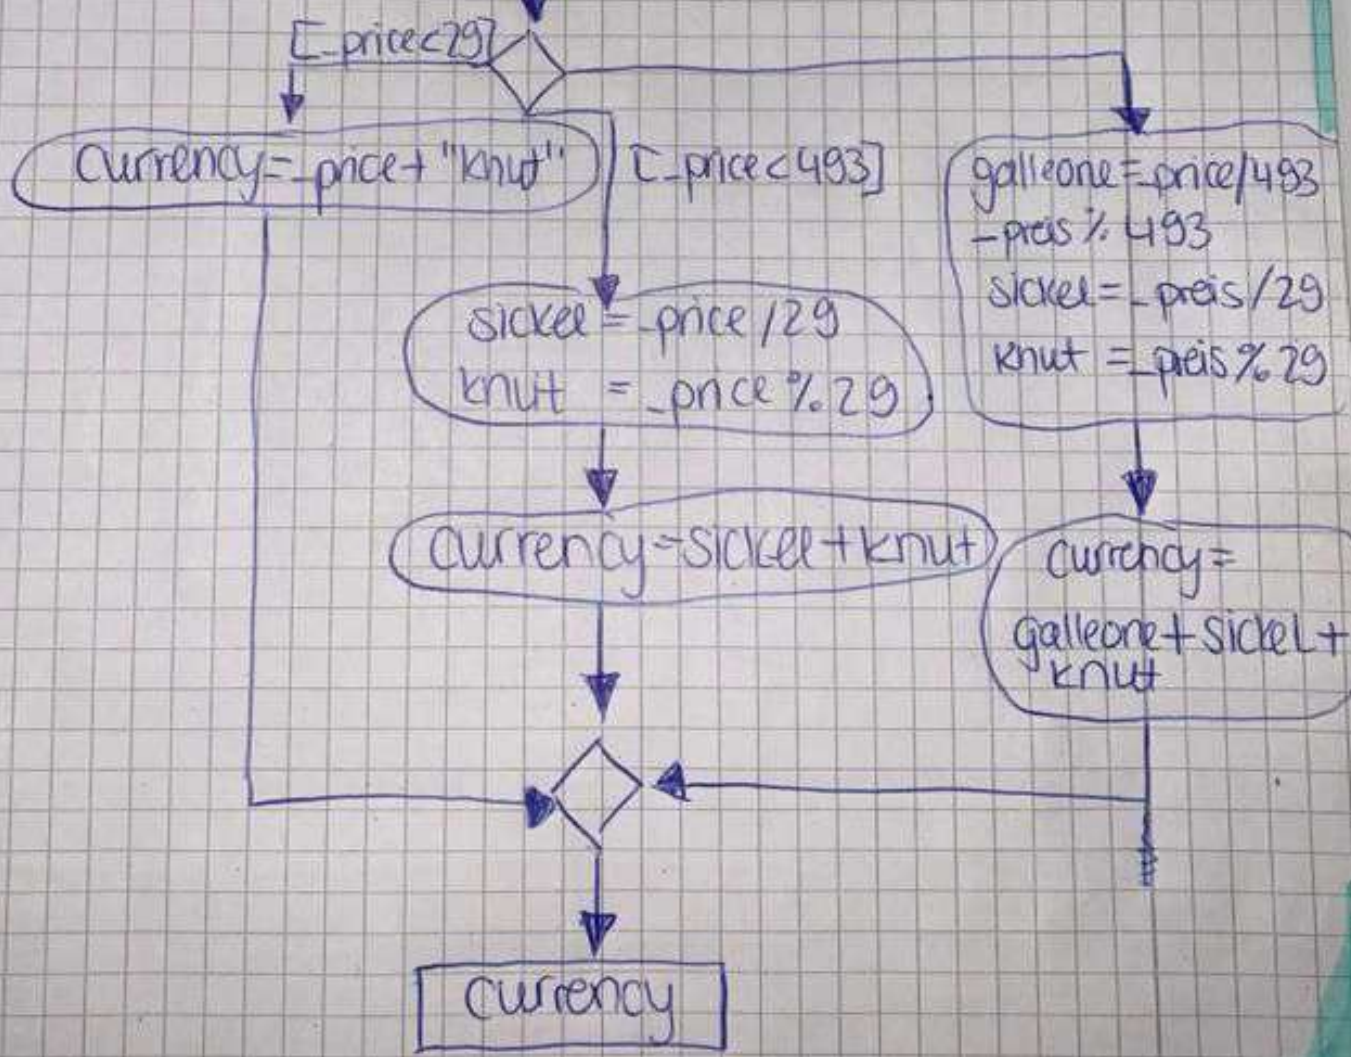 [_price<29]
currency=_price+"knut"
[_price<493]
galleone=_price/493
_preis % 493
sickel=_preis/29
knut =_preis%29
sickel =_price/29
knut =_price%29
currency=sickel+knut
currency=
galleone+sickel+
knut
currency